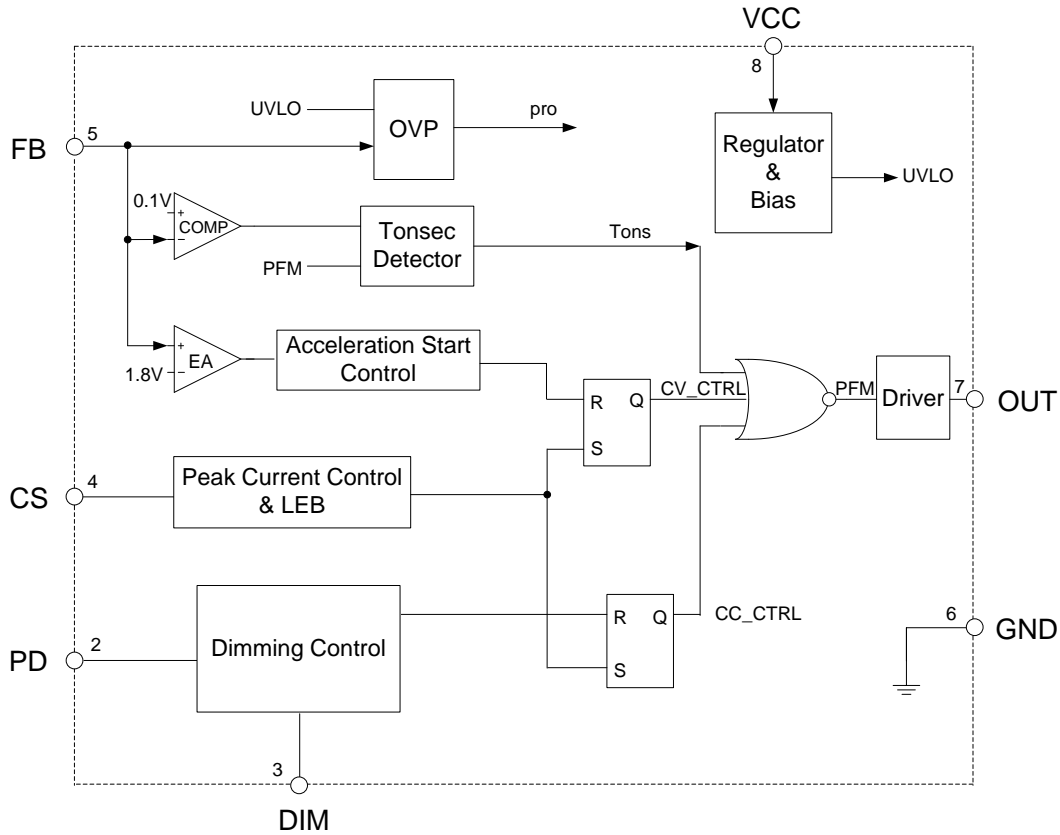 VCC
8
UVLO
OVP
pro
FB
5
Regulator
&
Bias
UVLO
0.1V
+
COMP
−
Tonsec
Detector
Tons
PFM
+
EA
1.8V
−
Acceleration Start
Control
R
Q
S
CV_CTRL
PFM
Driver
7
OUT
CS
4
Peak Current Control
& LEB
PD
2
Dimming Control
R
Q
S
CC_CTRL
6
GND
3
DIM